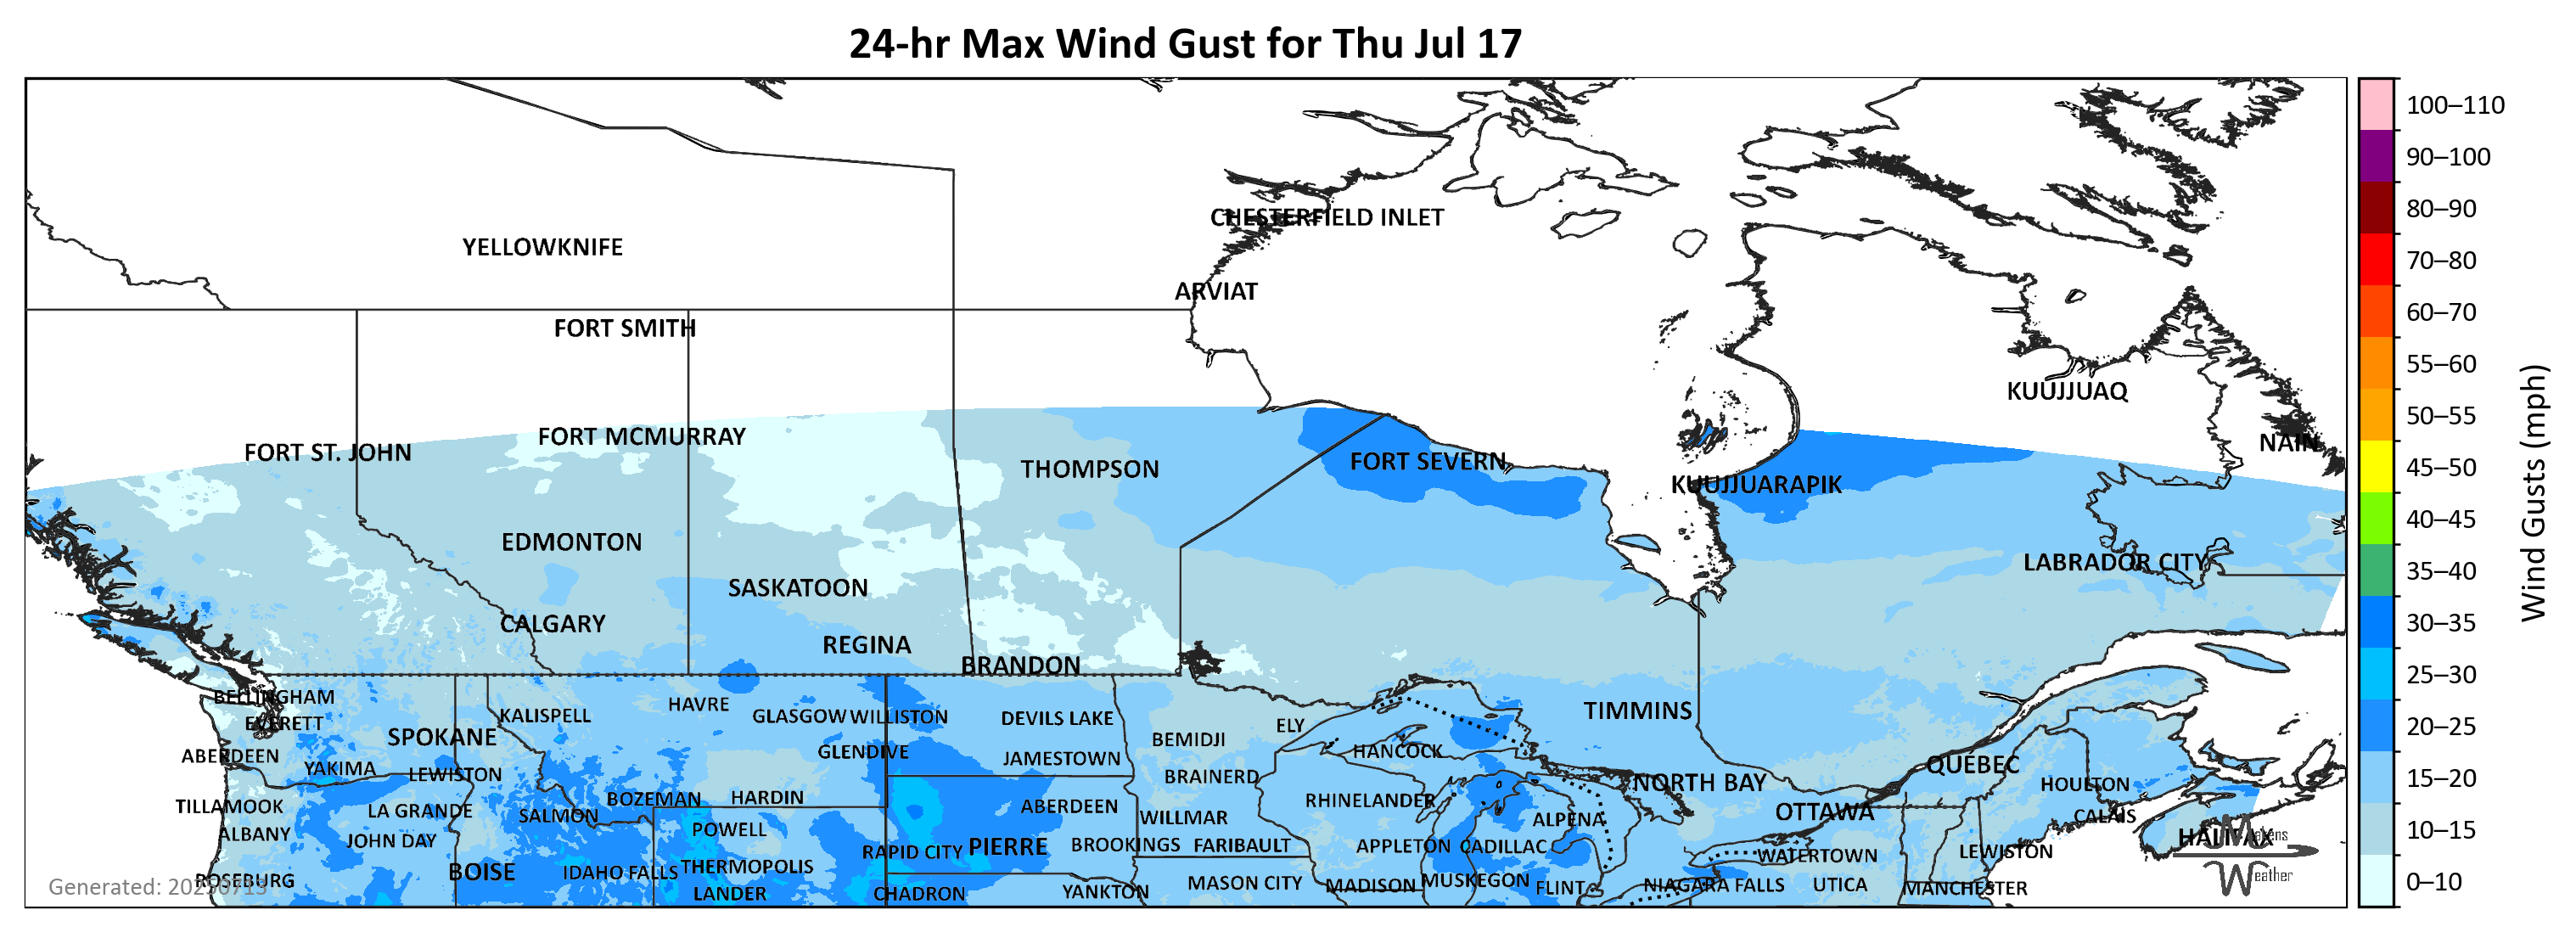 24-hr Max Wind Gust for Thu Jul 17
100–110
90–100
80–90
70–80
60–70
55–60
50–55
45–50
40–45
35–40
30–35
25–30
20–25
15–20
10–15
0–10
Wind Gusts (mph)
CHESTERFIELD INLET
YELLOWKNIFE
ARVIAT
FORT SMITH
KUUJJUAQ
FORT MCMURRAY
NAIN
FORT ST. JOHN
FORT SEVERN
THOMPSON
KUUJJUARAPIK
EDMONTON
LABRADOR CITY
SASKATOON
CALGARY
REGINA
BRANDON
BELLINGHAM
HAVRE
TIMMINS
KALISPELL
GLASGOW WILLISTON
DEVILS LAKE
EVERETT
ELY
SPOKANE
BEMIDJI
GLENDIVE
HANCOCK
ABERDEEN
JAMESTOWN
QUÉBEC
YAKIMA
LEWISTON
BRAINERD
NORTH BAY
HOULTON
BOZEMAN
HARDIN
RHINELANDER
TILLAMOOK
LA GRANDE
ABERDEEN
OTTAWA
SALMON
WILLMAR
ALPENA
CALAIS
POWELL
ALBANY
HALIFAX
Makens
JOHN DAY
RAPID CITY
PIERRE
BROOKINGS
FARIBAULT
APPLETON
CADILLAC
WATERTOWN
LEWISTON
BOISE
IDAHO FALLS
THERMOPOLIS
Weather
ROSEBURG
MASON CITY
MADISON
MUSKEGON
FLINT
NIAGARA FALLS
UTICA
MANCHESTER
Generated: 20250713
LANDER
CHADRON
YANKTON